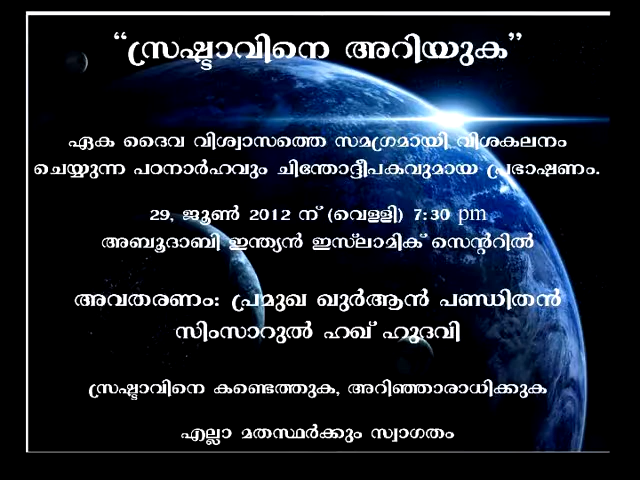 “സ്രഷ്ടാവിനെ അറിയുക”
ഏക ദൈവ വിശ്വാസത്തെ സമഗ്രമായി വിശകലനം
ചെയ്യുന്ന പഠനാർഹവും ചിന്തോദ്ദീപകവുമായ പ്രഭാഷണം.
29, ജൂൺ 2012 ന് (വെള്ളി) 7:30 pm
അബൂദാബി ഇന്ത്യൻ ഇസ്‌ലാമിക് സെന്ററിൽ
അവതരണം: പ്രമുഖ ഖുർആൻ പണ്ഡിതൻ
സിംസാറുൽ ഹഖ് ഹുദവി
സ്രഷ്ടാവിനെ കണ്ടെത്തുക, അറിഞ്ഞാരാധിക്കുക
എല്ലാ മതസ്ഥർക്കും സ്വാഗതം